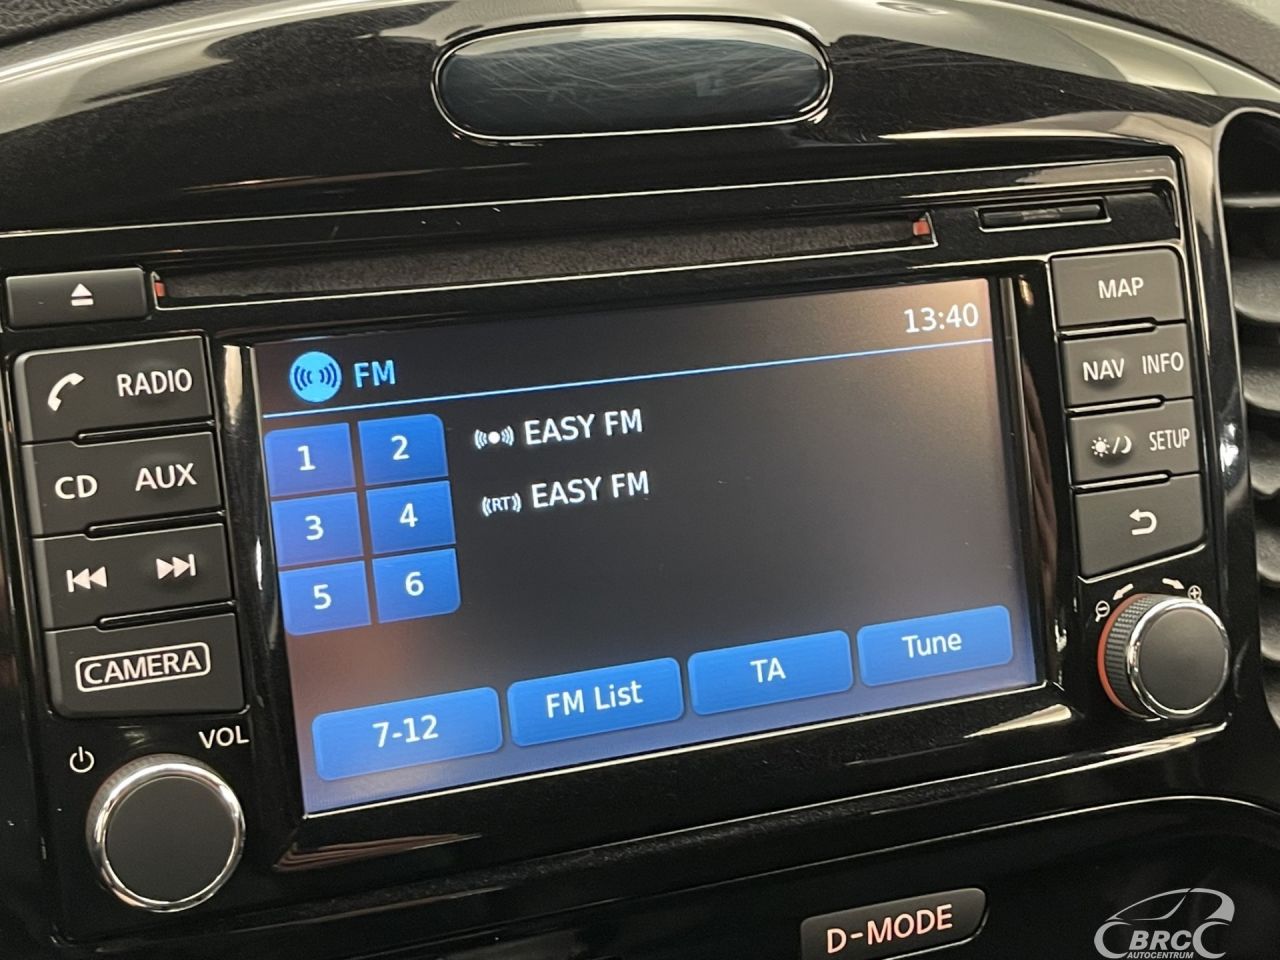 MAP
13:40
FM
RADIO
NAV INFO
1 2
EASY FM
CD AUX
SETUP
3 4
(RT) EASY FM
5 6
CAMERA
7-12 FM List TA Tune
VOL
D-MODE
BRC
AUTOCENTRUM